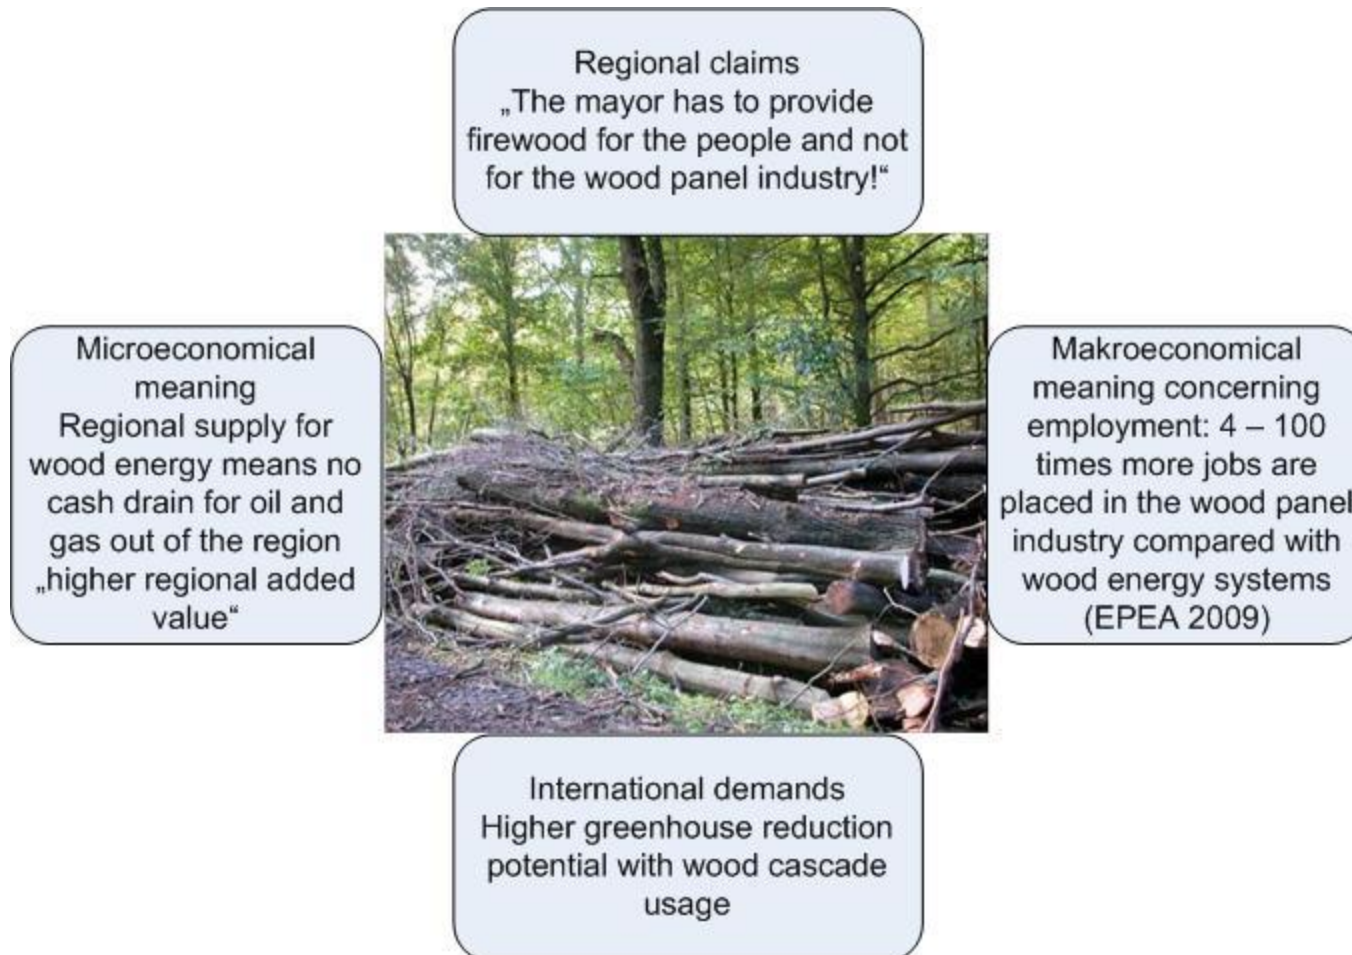 Regional claims
„The mayor has to provide
firewood for the people and not
for the wood panel industry!“
Microeconomical
meaning
Regional supply for
wood energy means no
cash drain for oil and
gas out of the region
„higher regional added
value“
Makroeconomical
meaning concerning
employment: 4 – 100
times more jobs are
placed in the wood panel
industry compared with
wood energy systems
(EPEA 2009)
International demands
Higher greenhouse reduction
potential with wood cascade
usage